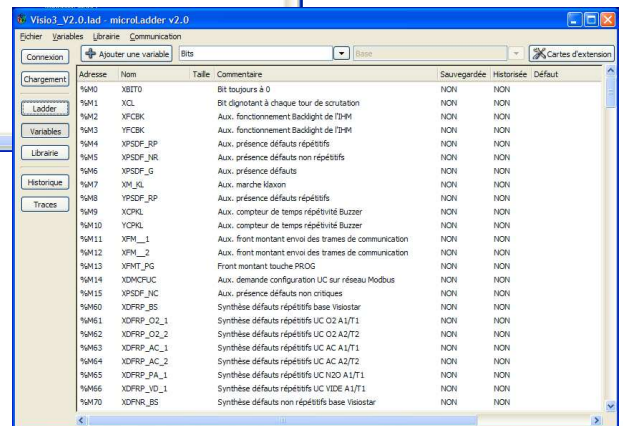 Visio3_V2.0.lad - microLadder v2.0
Fichier Variables Librairie Communication
Connexion Ajouter une variable Bits Base Cartes d'extension
Chargement
Ladder
Variables
Librairie
Historique
Traces
Adresse Nom Taille Commentaire Sauvegardée Historisée Défaut
%M0 XBIT0 Bit toujours à 0 NON NON
%M1 XCL Bit clignotant à chaque tour de scrutation NON NON
%M2 XFCBK Aux. fonctionnement Backlight de l'IHM NON NON
%M3 YFCBK Aux. fonctionnement Backlight de l'IHM NON NON
%M4 XPSDF_RP Aux. présence défauts répétitifs NON NON
%M5 XPSDF_NR Aux. présence défauts non répétitifs NON NON
%M6 XPSDF_G Aux. présence défauts NON NON
%M7 XM_KL Aux. marche klaxon NON NON
%M8 YPSDF_RP Aux. présence défauts répétitifs NON NON
%M9 XCPKL Aux. compteur de temps répétivité Buzzer NON NON
%M10 YCPKL Aux. compteur de temps répétivité Buzzer NON NON
%M11 XFM__1 Aux. front montant envoi des trames de communication NON NON
%M12 XFM__2 Aux. front montant envoi des trames de communication NON NON
%M13 XFMT_PG Front montant touche PROG NON NON
%M14 XDMCFUC Aux. demande configuration UC sur réseau Modbus NON NON
%M15 XPSDF_NC Aux. présence défauts non critiques NON NON
%M60 XDFRP_BS Synthèse défauts répétitifs base Visiostar NON NON
%M61 XDFRP_O2_1 Synthèse défauts répétitifs UC O2 A1/T1 NON NON
%M62 XDFRP_O2_2 Synthèse défauts répétitifs UC O2 A2/T2 NON NON
%M63 XDFRP_AC_1 Synthèse défauts répétitifs UC AC A1/T1 NON NON
%M64 XDFRP_AC_2 Synthèse défauts répétitifs UC AC A2/T2 NON NON
%M65 XDFRP_PA_1 Synthèse défauts répétitifs UC N2O A1/T1 NON NON
%M66 XDFRP_VD_1 Synthèse défauts répétitifs UC VIDE A1/T1 NON NON
%M70 XDFNR_BS Synthèse défauts non répétitifs base Visiostar NON NON